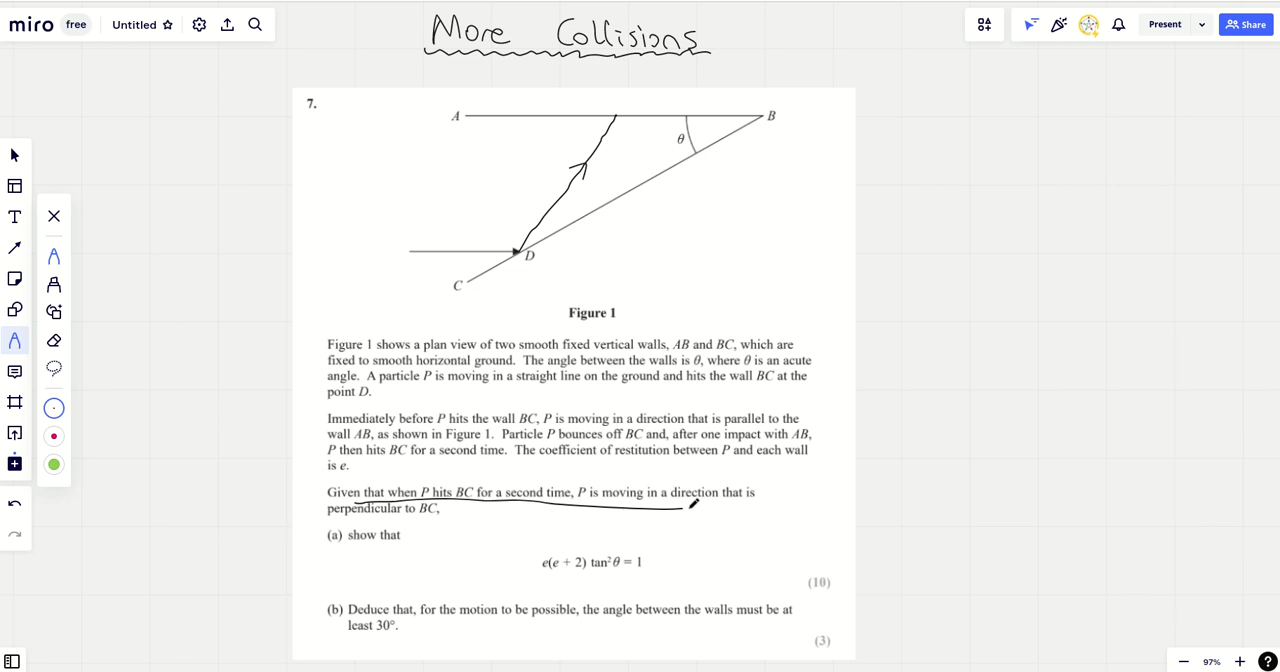 miro free Untitled Present Share
More Collisions
7.
A B
θ
D
C
Figure 1
Figure 1 shows a plan view of two smooth fixed vertical walls, AB and BC, which are
fixed to smooth horizontal ground. The angle between the walls is θ, where θ is an acute
angle. A particle P is moving in a straight line on the ground and hits the wall BC at the
point D.
Immediately before P hits the wall BC, P is moving in a direction that is parallel to the
wall AB, as shown in Figure 1. Particle P bounces off BC and, after one impact with AB,
P then hits BC for a second time. The coefficient of restitution between P and each wall
is e.
Given that when P hits BC for a second time, P is moving in a direction that is
perpendicular to BC,
(a) show that
e(e + 2) tan²θ = 1
(10)
(b) Deduce that, for the motion to be possible, the angle between the walls must be at
least 30°.
(3)
97%